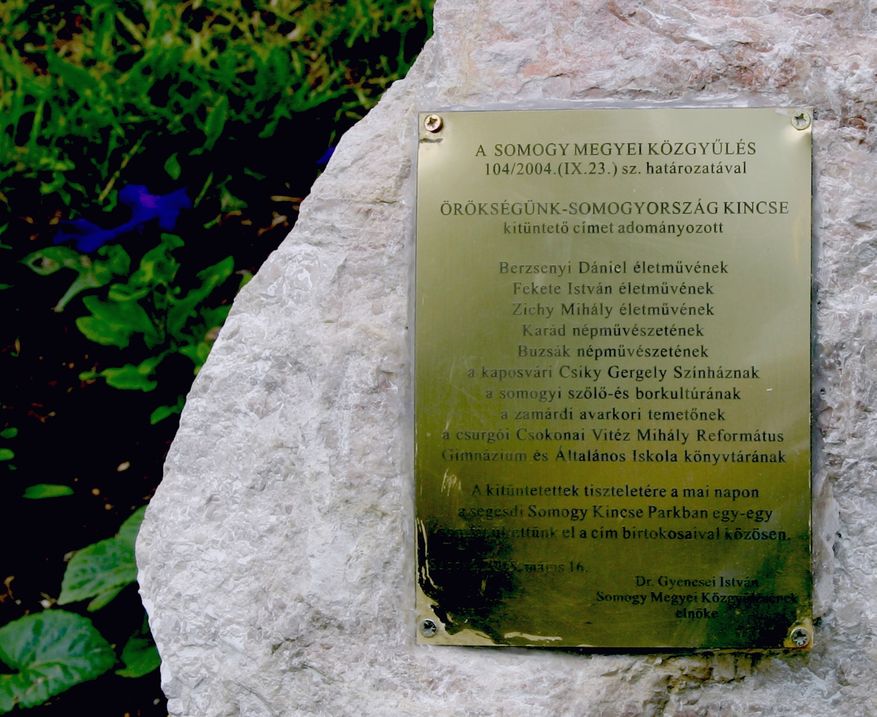 A SOMOGY MEGYEI KÖZGYŰLÉS
104/2004.(IX.23.) sz. határozatával
ÖRÖKSÉGÜNK-SOMOGYORSZÁG KINCSE
kitüntető címet adományozott
Berzsenyi Dániel életművének
Fekete István életművének
Zichy Mihály életművének
Karád népművészetének
Buzsák népművészetének
a kaposvári Csiky Gergely Színháznak
a somogyi szőlő-és borkultúrának
a zamárdi avarkori temetőnek
a csurgói Csokonai Vitéz Mihály Református
Gimnázium és Általános Iskola könyvtárának
A kitüntetettek tiszteletére a mai napon
a segesdi Somogy Kincse Parkban egy-egy
el a cím birtokosaival közösen.
május 16.
Dr. Gyenesei István
Somogy Megyei Közgyűlésének
elnöke